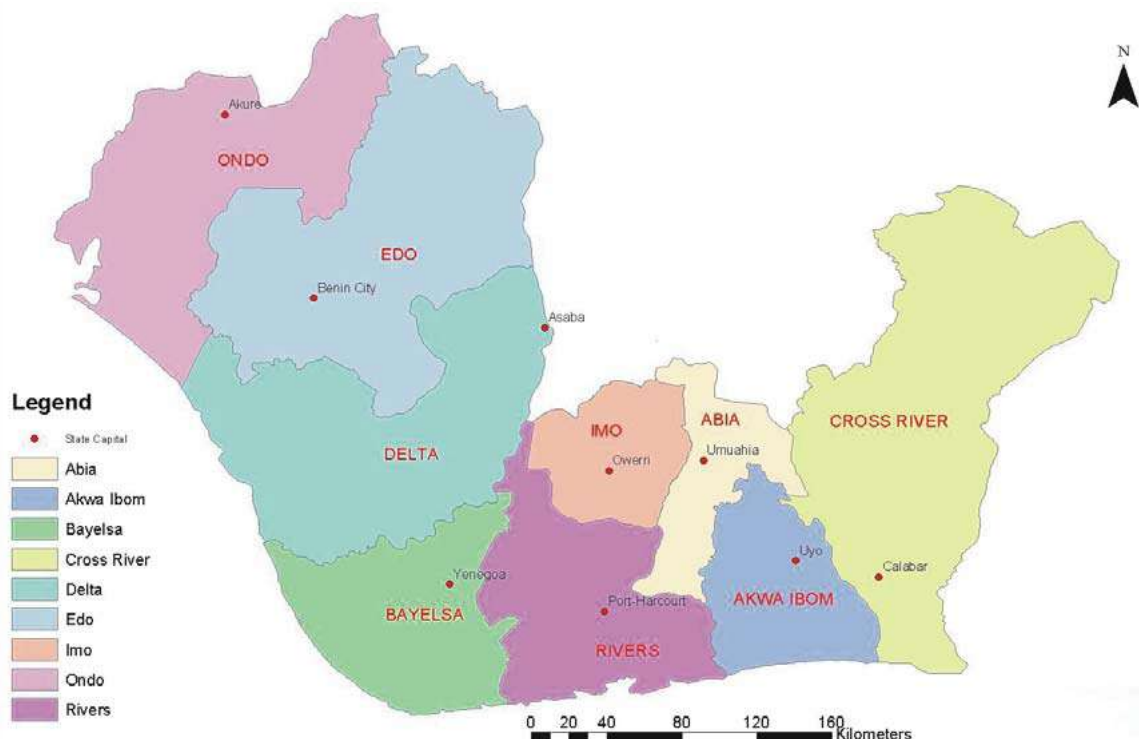 N
Akure
ONDO
EDO
Benin City
Asaba
Legend
State Capital
Abia
Akwa Ibom
Bayelsa
Cross River
Delta
Edo
Imo
Ondo
Rivers
DELTA
IMO
Owerri
ABIA
Umuahia
CROSS RIVER
Yenegoa
BAYELSA
Port-Harcourt
RIVERS
Uyo
AKWA IBOM
Calabar
0 20 40 80 120 160
Kilometers